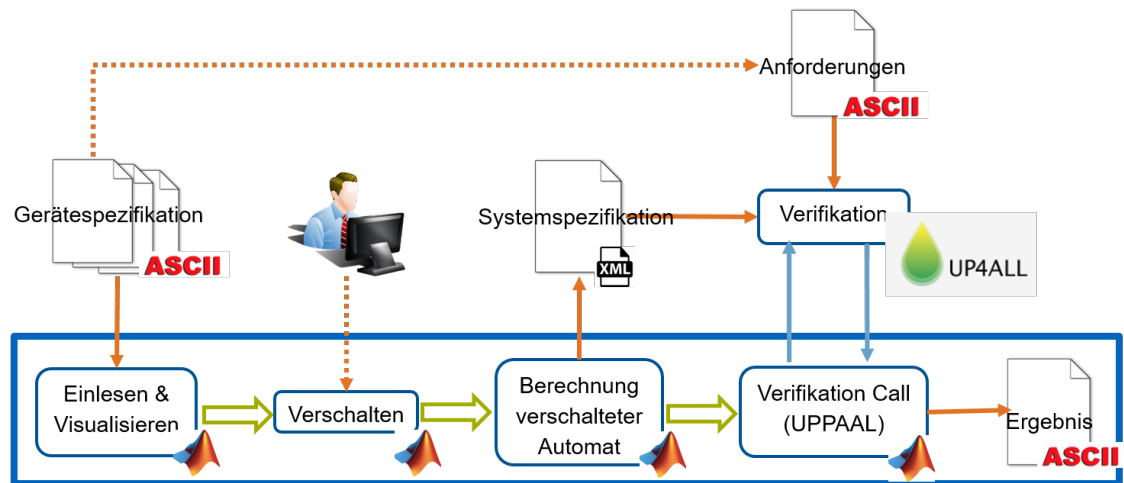 Anforderungen
ASCII
Gerätespezifikation
ASCII
Systemspezifikation
XML
Verifikation
UP4ALL
Einlesen &
Visualisieren
Verschalten
Berechnung
verschalteter
Automat
Verifikation Call
(UPPAAL)
Ergebnis
ASCII